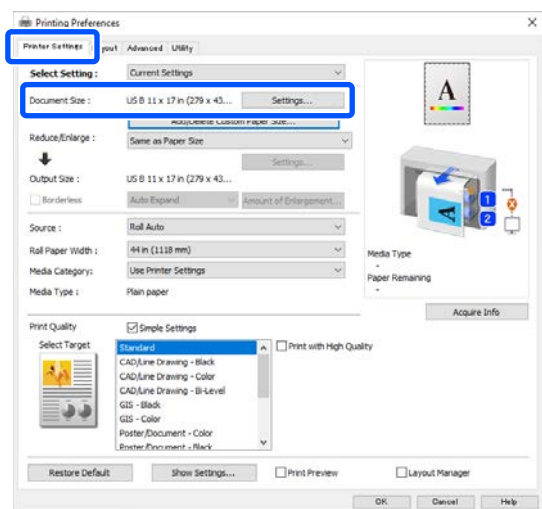 Printing Preferences
Printer Settings yout Advanced Utility
Select Setting : Current Settings
Document Size : US B 11 x 17 in (279 x 43... Settings...
Add/Delete Custom Paper Size...
Reduce/Enlarge : Same as Paper Size
Settings...
Output Size : US B 11 x 17 in (279 x 43...
Borderless Auto Expand Amount of Enlargement...
Source : Roll Auto
Roll Paper Width : 44 in (1118 mm)
Media Category: Use Printer Settings
Media Type : Plain paper
A
A
1
2
Media Type
-
Paper Remaining
-
Acquire Info
Print Quality Simple Settings
Select Target
Standard
CAD/Line Drawing - Black
CAD/Line Drawing - Color
CAD/Line Drawing - Bi-Level
GIS - Black
GIS - Color
Poster/Document - Color
Poster/Document - Black
Print with High Quality
Restore Default Show Settings... Print Preview Layout Manager
OK Cancel Help